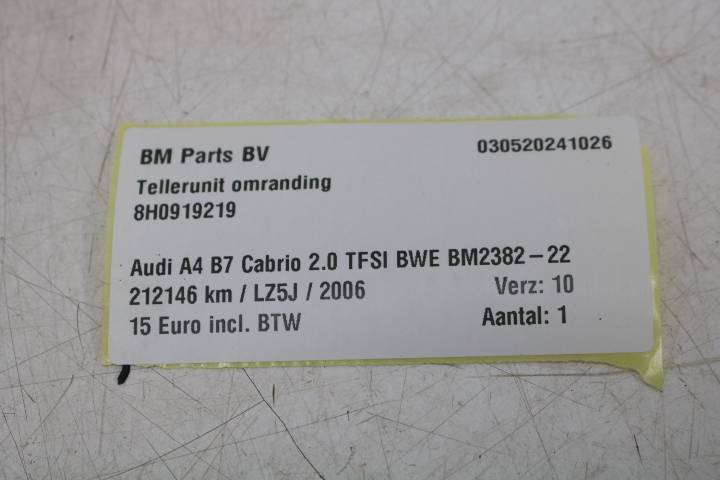 BM Parts BV 030520241026
Tellerunit omranding
8H0919219
Audi A4 B7 Cabrio 2.0 TFSI BWE BM2382-22
212146 km / LZ5J / 2006 Verz: 10
15 Euro incl. BTW Aantal: 1